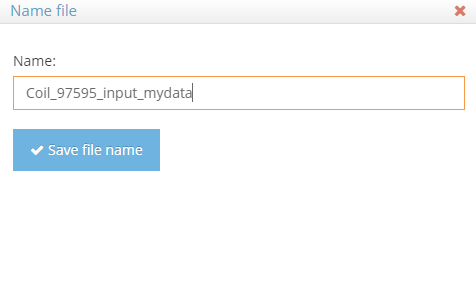 Name file
Name:
Coil_97595_input_mydata
Save file name